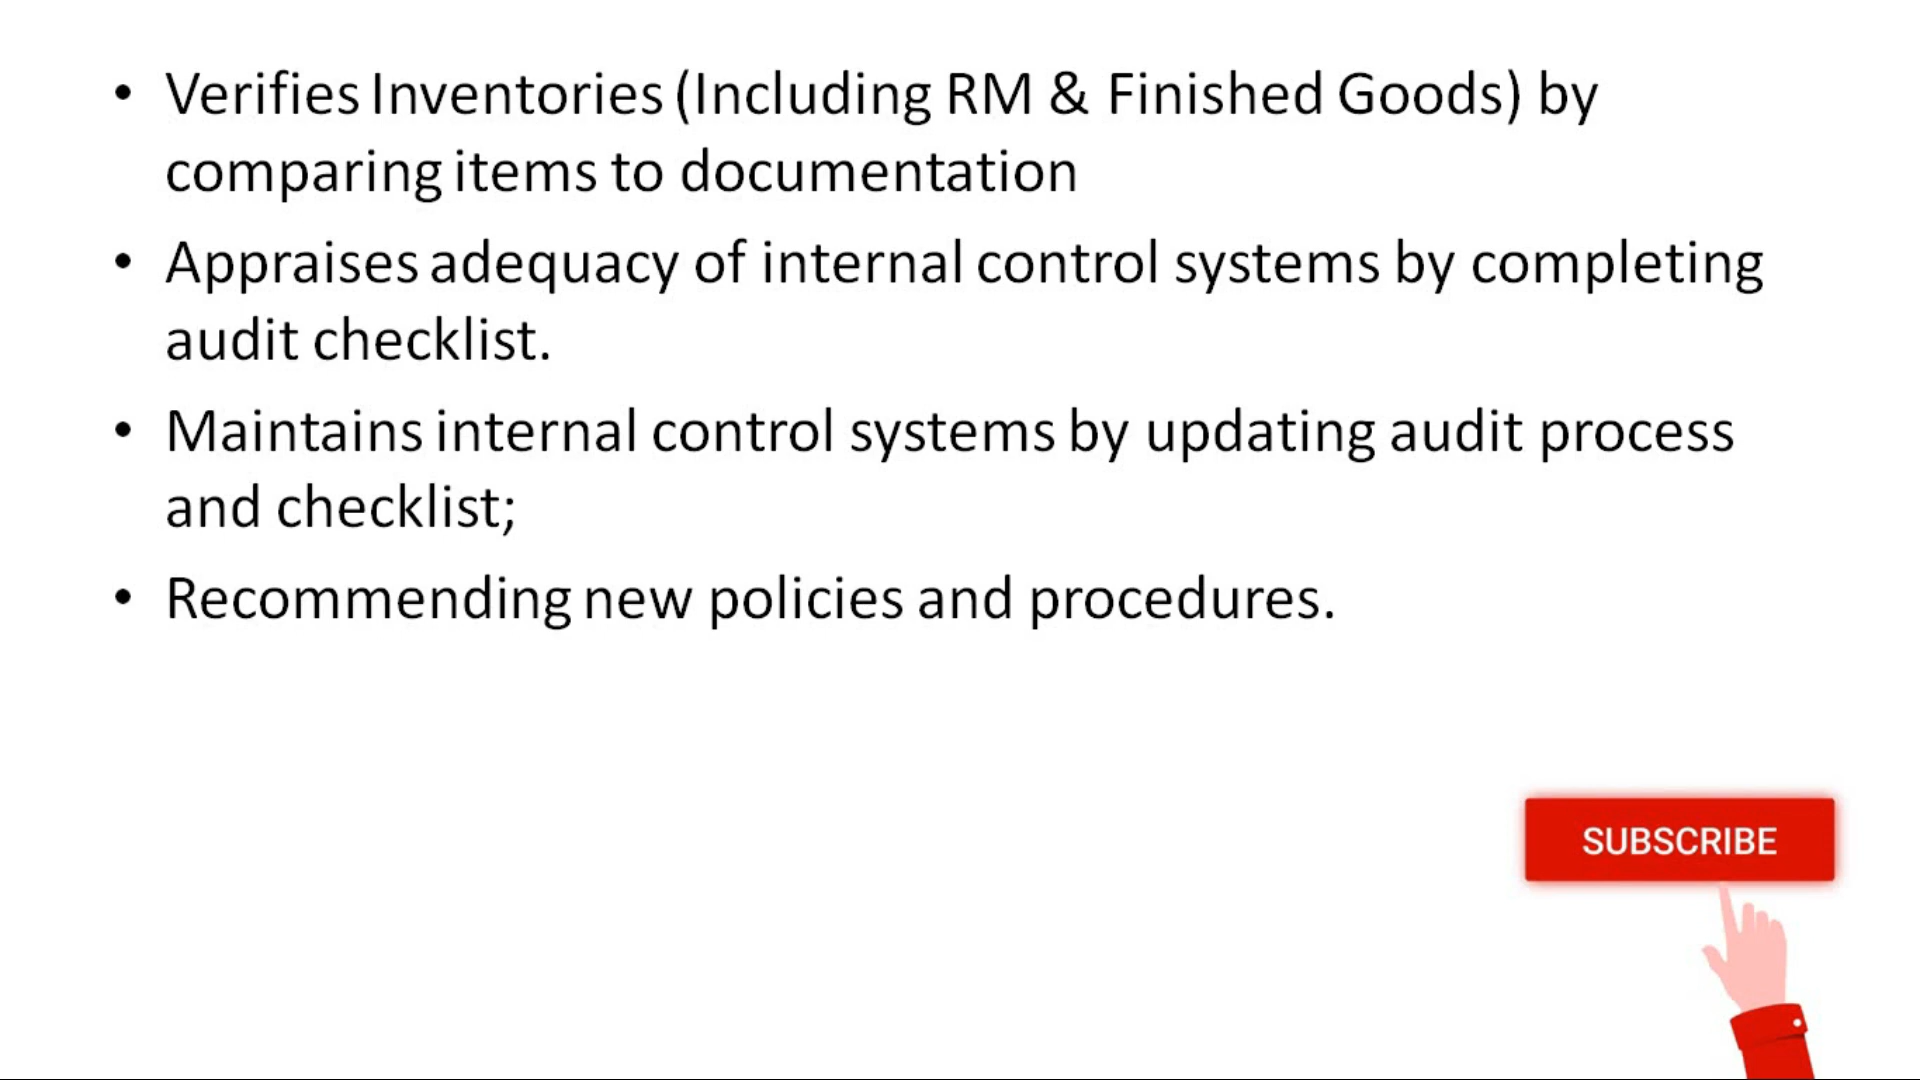 • Verifies Inventories (Including RM & Finished Goods) by
comparing items to documentation
• Appraises adequacy of internal control systems by completing
audit checklist.
• Maintains internal control systems by updating audit process
and checklist;
• Recommending new policies and procedures.
SUBSCRIBE